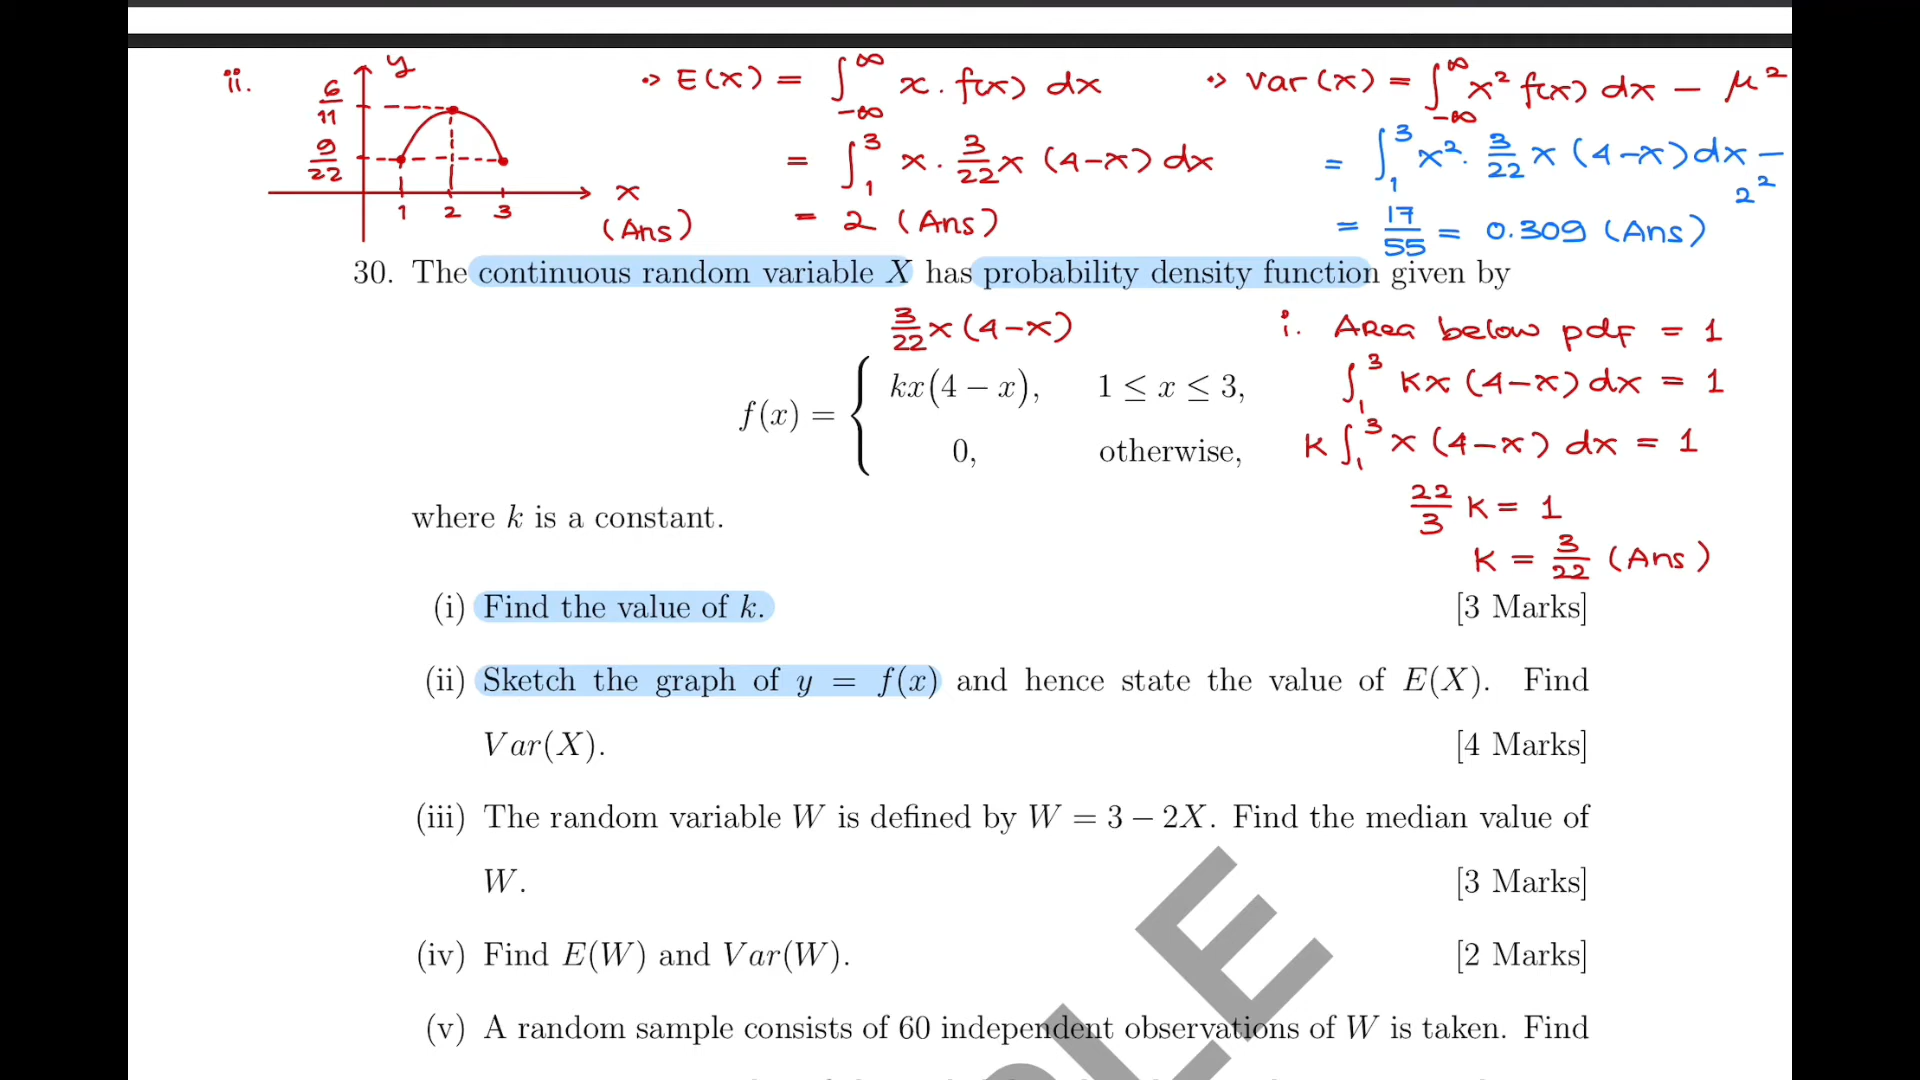 ii.
y
6/11
9/22
1 2 3
x
(Ans)
•> E(x) = ∫_{-∞}^{∞} x . f(x) dx
= ∫_1^3 x . 3/22 x (4-x) dx
= 2 (Ans)
•> var (x) = ∫_{-∞}^{∞} x² f(x) dx - μ²
= ∫_1^3 x² . 3/22 x (4-x) dx - 2²
= 17/55 = 0.309 (Ans)
30. The continuous random variable X has probability density function given by
3/22 x (4-x)
f(x) = { kx(4 − x), 1 ≤ x ≤ 3,
0, otherwise,
i. Area below pdf = 1
∫_1^3 kx (4-x) dx = 1
k ∫_1^3 x (4-x) dx = 1
22/3 k = 1
k = 3/22 (Ans)
where k is a constant.
(i) Find the value of k. [3 Marks]
(ii) Sketch the graph of y = f(x) and hence state the value of E(X). Find
Var(X). [4 Marks]
(iii) The random variable W is defined by W = 3 − 2X. Find the median value of
W. [3 Marks]
(iv) Find E(W) and Var(W). [2 Marks]
(v) A random sample consists of 60 independent observations of W is taken. Find